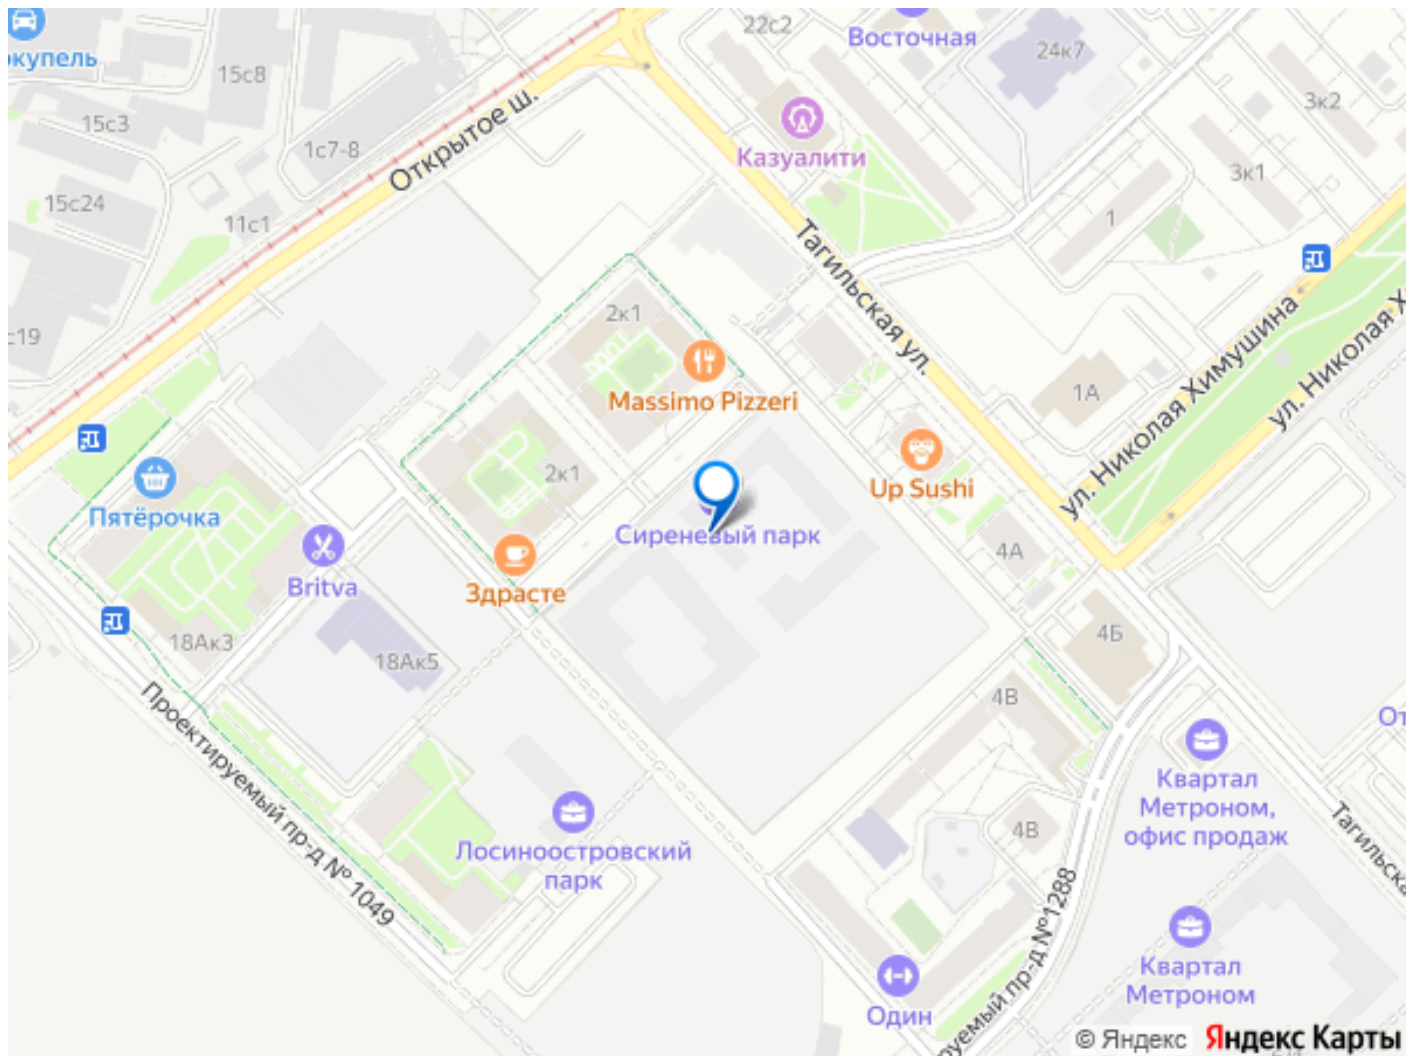 22с2
Восточная
24к7
окупель
15с8
15с3
1с7-8
Открытое ш.
Казуалити
3к2
3к1
15с24
11с1
1
Тагильская ул.
с19
2к1
Massimo Pizzeri
1А
ул. Николая Химушина
ул. Николая Х
2к1
Up Sushi
Пятёрочка
Сиреневый парк
4А
Britva
Здрасте
18Ак3
18Ак5
4Б
4В
Проектируемый пр-д № 1049
От
Квартал
Метроном,
офис продаж
4В
Лосиноостровский
парк
Тагильска
руемый пр-д №1288
Квартал
Метроном
Один
© Яндекс Яндекс Карты